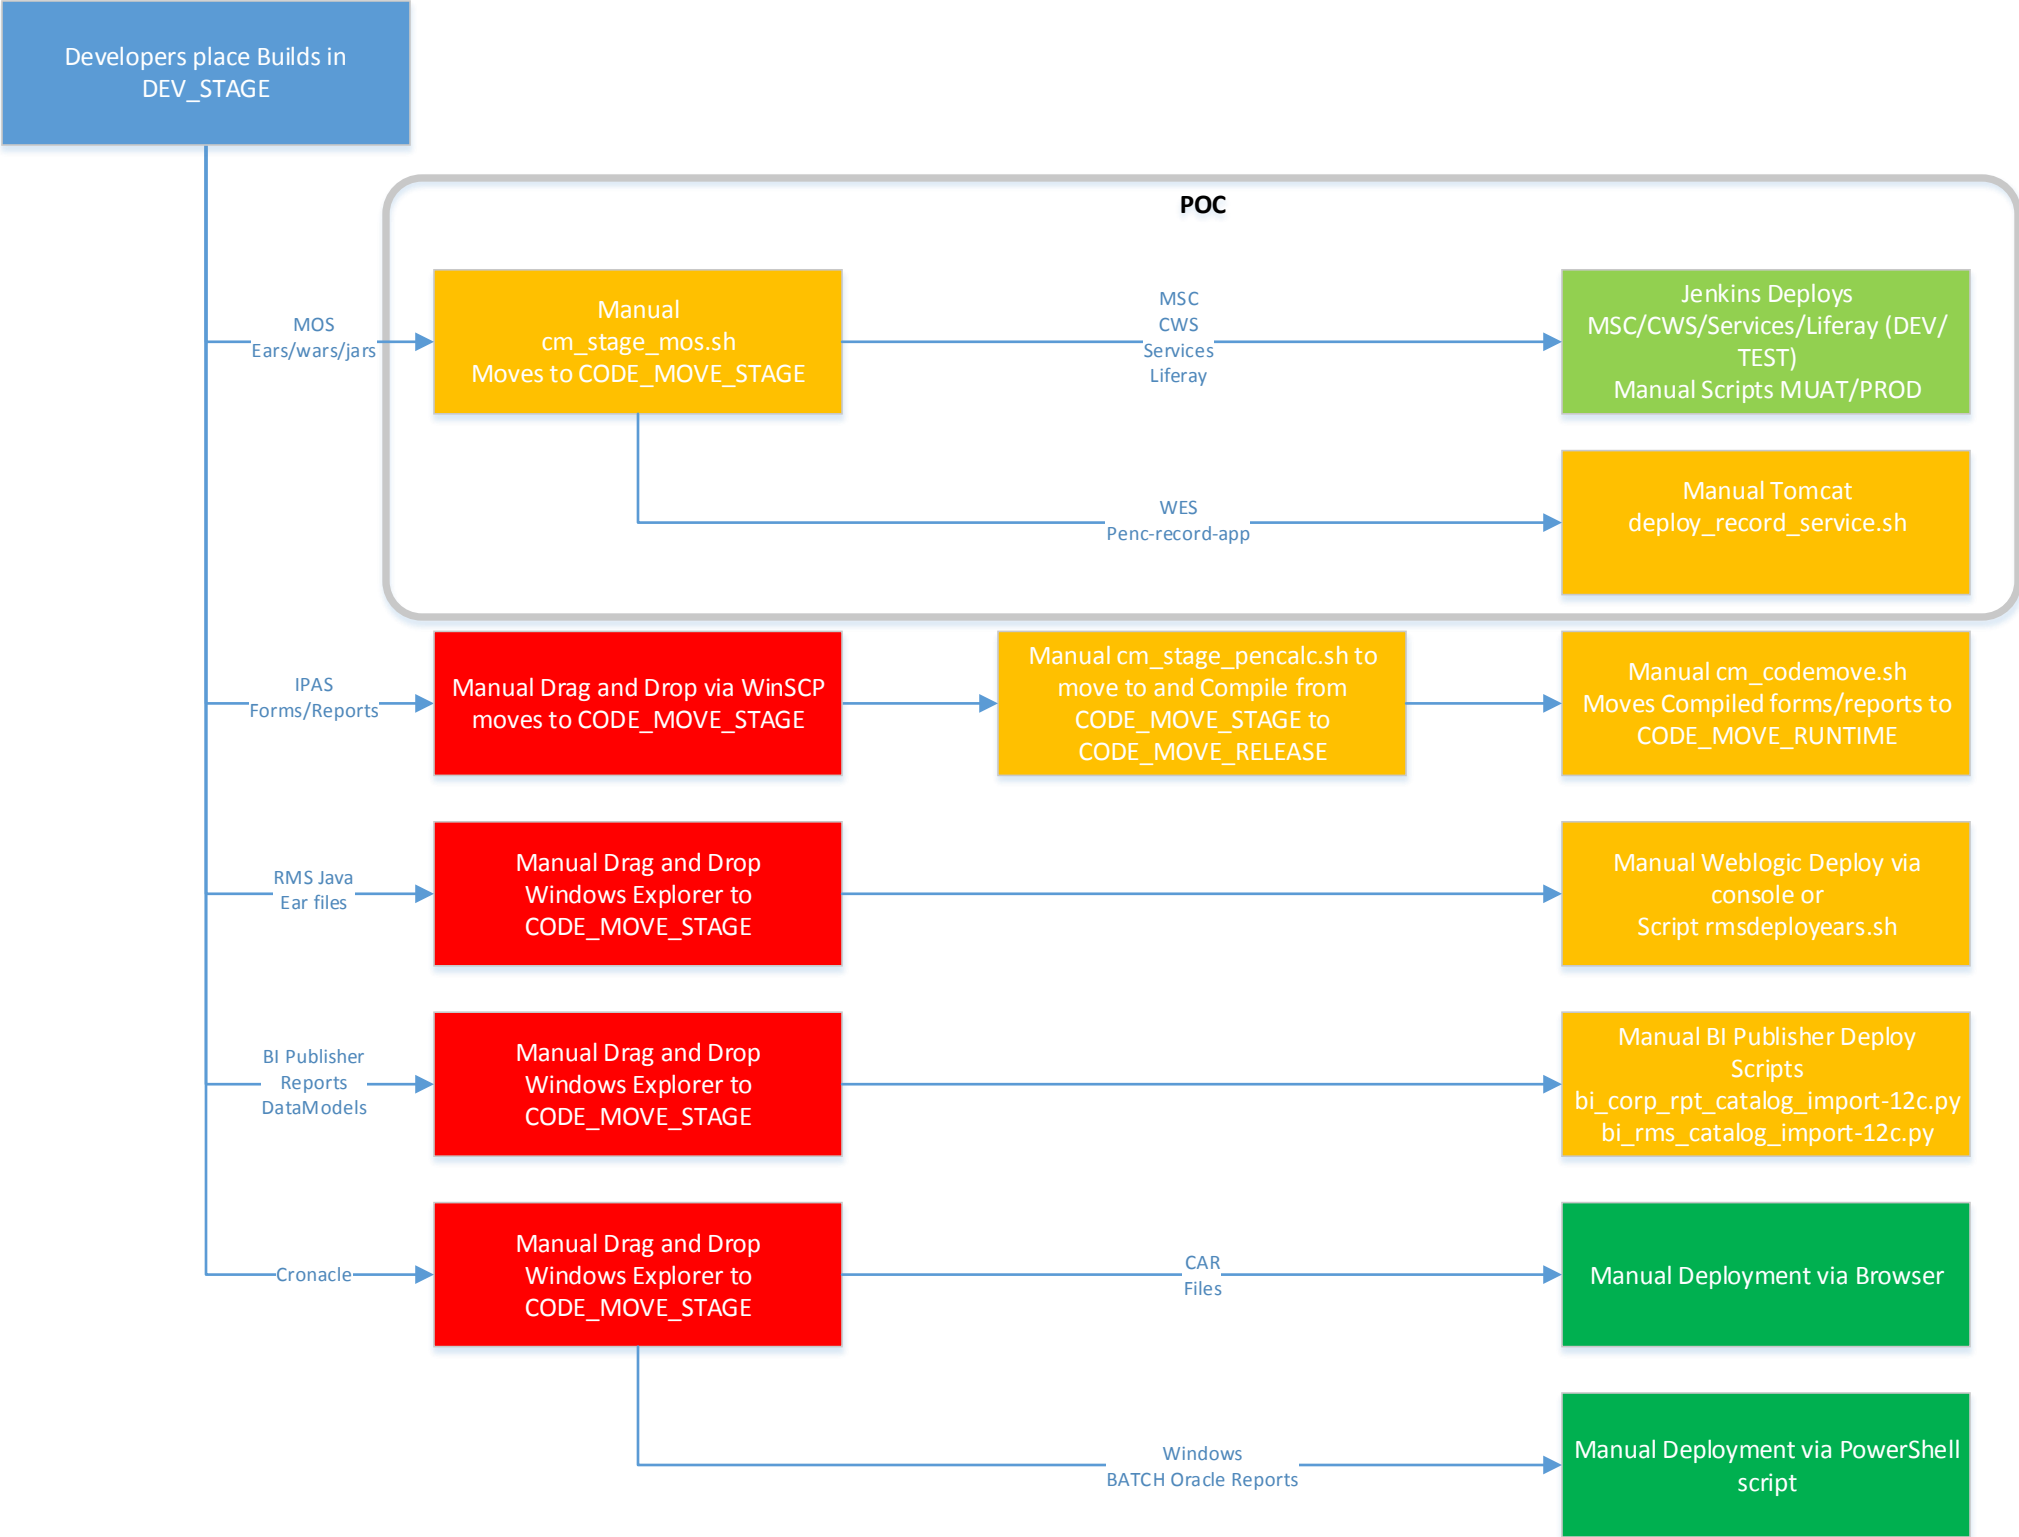 Developers place Builds in
DEV_STAGE
POC
MOS
Ears/wars/jars
Manual
cm_stage_mos.sh
Moves to CODE_MOVE_STAGE
MSC
CWS
Services
Liferay
Jenkins Deploys
MSC/CWS/Services/Liferay (DEV/
TEST)
Manual Scripts MUAT/PROD
WES
Penc-record-app
Manual Tomcat
deploy_record_service.sh
IPAS
Forms/Reports
Manual Drag and Drop via WinSCP
moves to CODE_MOVE_STAGE
Manual cm_stage_pencalc.sh to
move to and Compile from
CODE_MOVE_STAGE to
CODE_MOVE_RELEASE
Manual cm_codemove.sh
Moves Compiled forms/reports to
CODE_MOVE_RUNTIME
RMS Java
Ear files
Manual Drag and Drop
Windows Explorer to
CODE_MOVE_STAGE
Manual Weblogic Deploy via
console or
Script rmsdeployears.sh
BI Publisher
Reports
DataModels
Manual Drag and Drop
Windows Explorer to
CODE_MOVE_STAGE
Manual BI Publisher Deploy
Scripts
bi_corp_rpt_catalog_import-12c.py
bi_rms_catalog_import-12c.py
Cronacle
Manual Drag and Drop
Windows Explorer to
CODE_MOVE_STAGE
CAR
Files
Manual Deployment via Browser
Windows
BATCH Oracle Reports
Manual Deployment via PowerShell
script